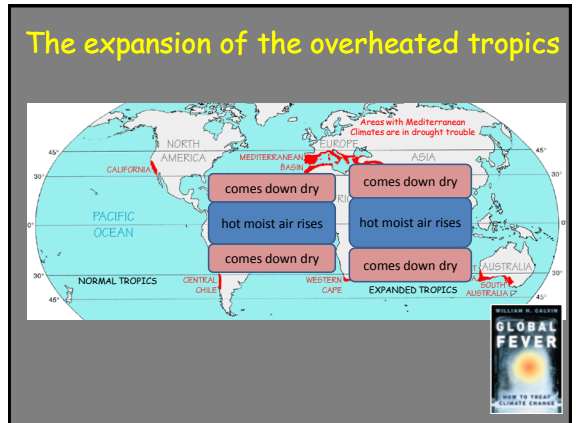 The expansion of the overheated tropics
Areas with Mediterranean
Climates are in drought trouble
NORTH
AMERICA
EUROPE
ASIA
MEDITERRANEAN
BASIN
CALIFORNIA
45°
45°
30°
30°
comes down dry
comes down dry
PACIFIC
OCEAN
hot moist air rises
hot moist air rises
0°
0
comes down dry
comes down dry
30°
30°
NORMAL TROPICS
CENTRAL
CHILE
WESTERN
CAPE
EXPANDED TROPICS
AUSTRALIA
SOUTH
AUSTRALIA
45°
45°
WILLIAM H. CALVIN
GLOBAL
FEVER
HOW TO TREAT
CLIMATE CHANGE